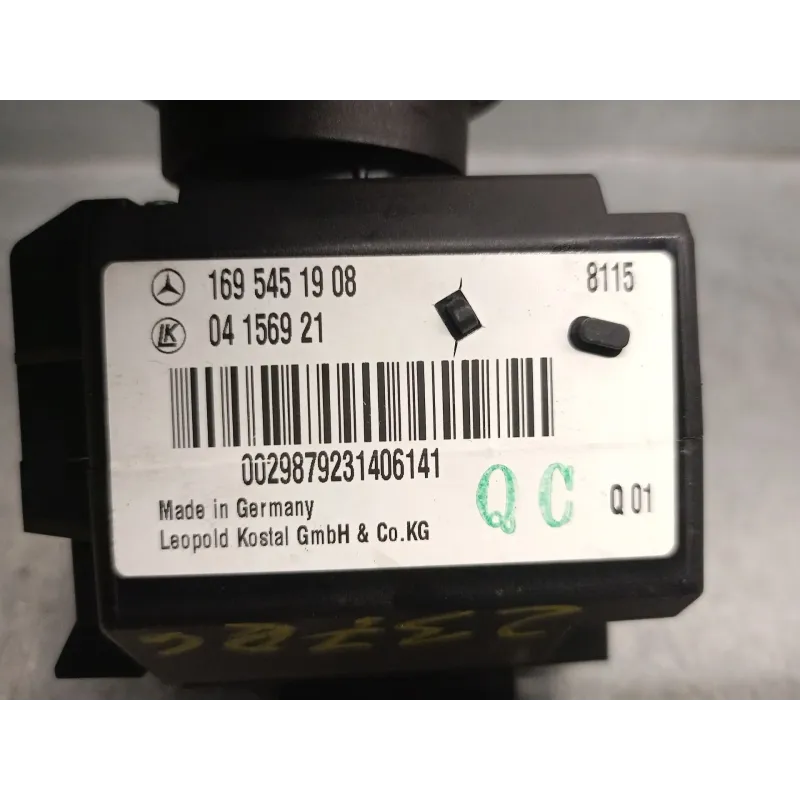 169 545 19 08
8115
LK
04 1569 21
0029879231406141
QC
Q 01
Made in Germany
Leopold Kostal GmbH & Co.KG